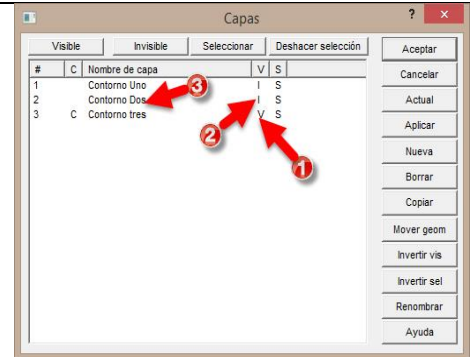 Capas ? ×
Visible Invisible Seleccionar Deshacer selección Aceptar
# C Nombre de capa V S Cancelar
1 Contorno Uno I S
2 Contorno Dos I S Actual
3 C Contorno tres V S
3
2
1
Aplicar
Nueva
Borrar
Copiar
Mover geom
Invertir vis
Invertir sel
Renombrar
Ayuda